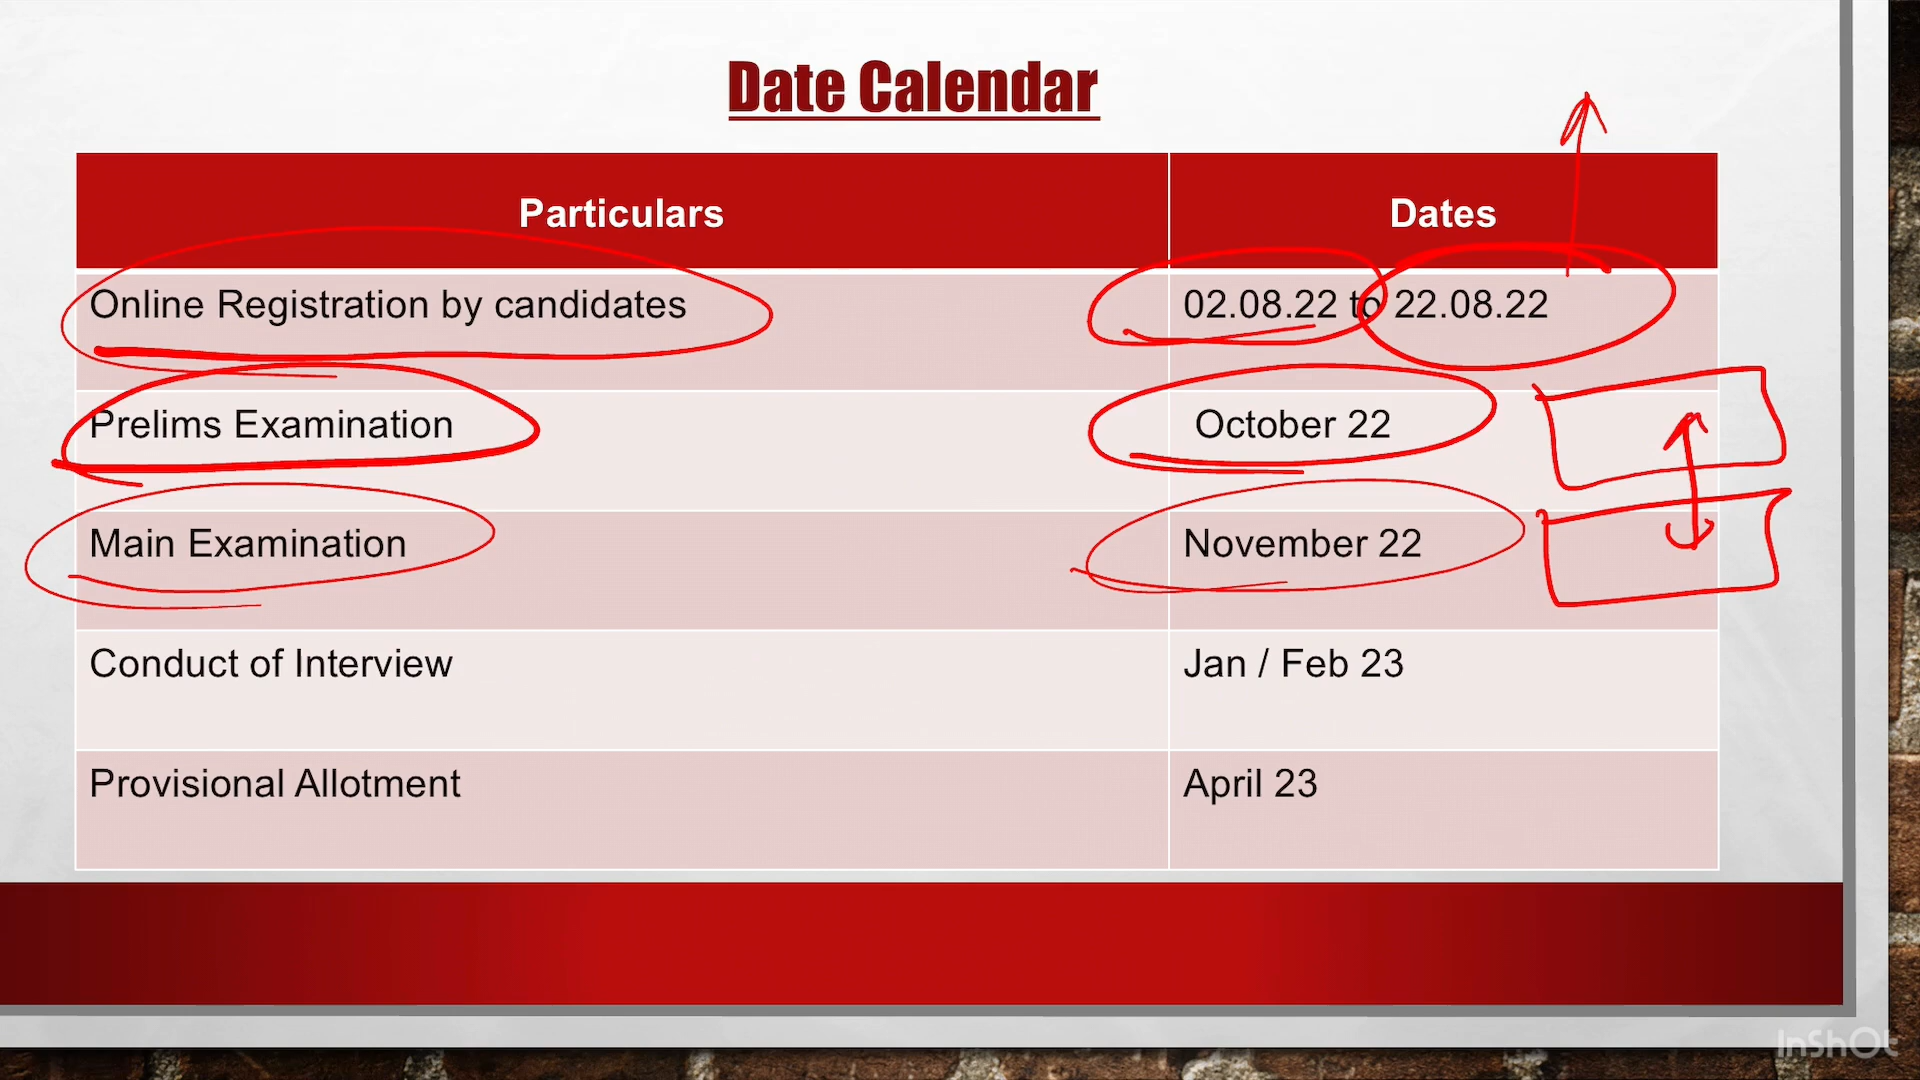 Date Calendar
Particulars Dates
Online Registration by candidates 02.08.22 to 22.08.22
Prelims Examination October 22
Main Examination November 22
Conduct of Interview Jan / Feb 23
Provisional Allotment April 23
InShOt